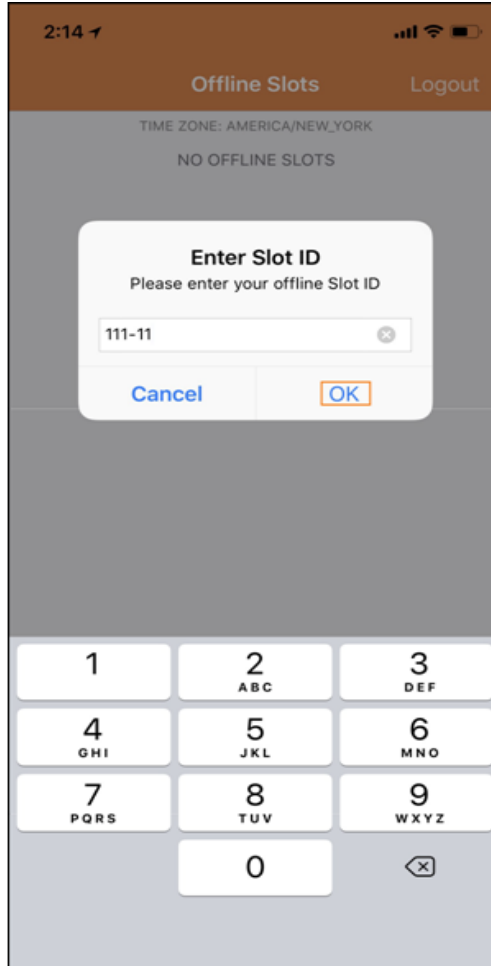 2:14
Offline Slots Logout
TIME ZONE: AMERICA/NEW_YORK
NO OFFLINE SLOTS
Enter Slot ID
Please enter your offline Slot ID
111-11
Cancel OK
1 2 3
ABC DEF
4 5 6
GHI JKL MNO
7 8 9
PQRS TUV WXYZ
0